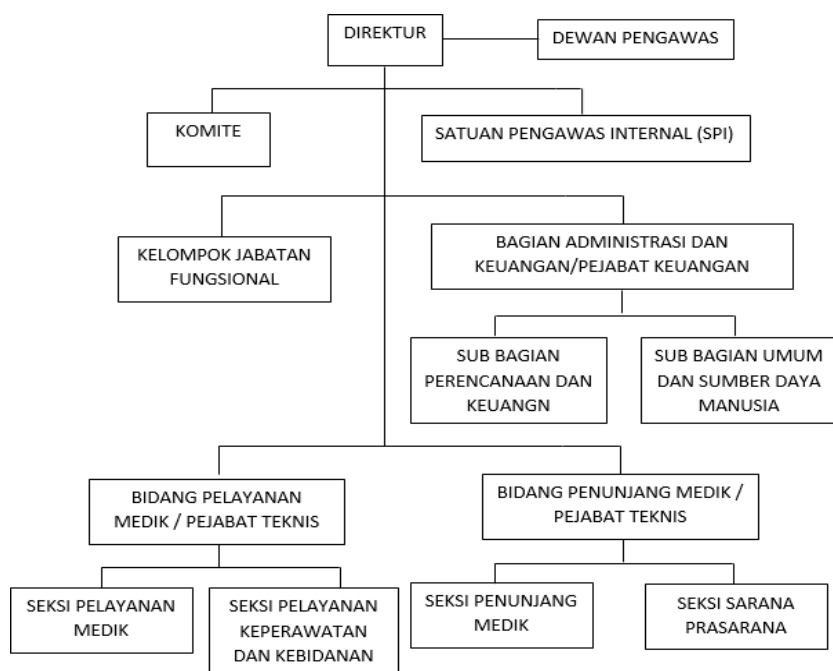 DIREKTUR
DEWAN PENGAWAS
KOMITE
SATUAN PENGAWAS INTERNAL (SPI)
KELOMPOK JABATAN
FUNGSIONAL
BAGIAN ADMINISTRASI DAN
KEUANGAN/PEJABAT KEUANGAN
SUB BAGIAN
PERENCANAAN DAN
KEUANGN
SUB BAGIAN UMUM
DAN SUMBER DAYA
MANUSIA
BIDANG PELAYANAN
MEDIK / PEJABAT TEKNIS
BIDANG PENUNJANG MEDIK /
PEJABAT TEKNIS
SEKSI PELAYANAN
MEDIK
SEKSI PELAYANAN
KEPERAWATAN
DAN KEBIDANAN
SEKSI PENUNJANG
MEDIK
SEKSI SARANA
PRASARANA